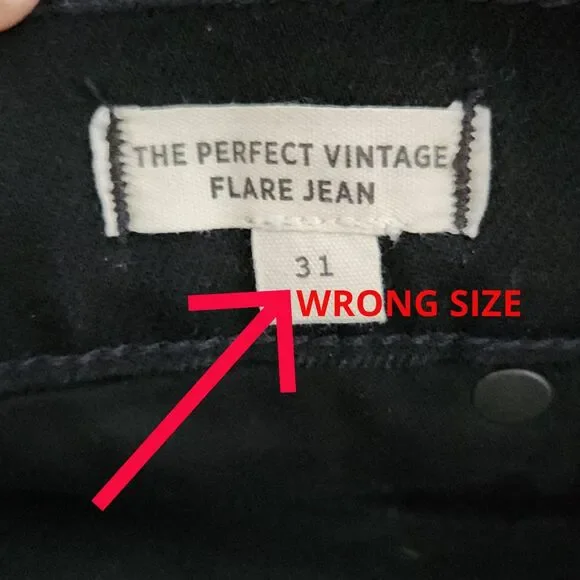 THE PERFECT VINTAGE
FLARE JEAN
31
WRONG SIZE